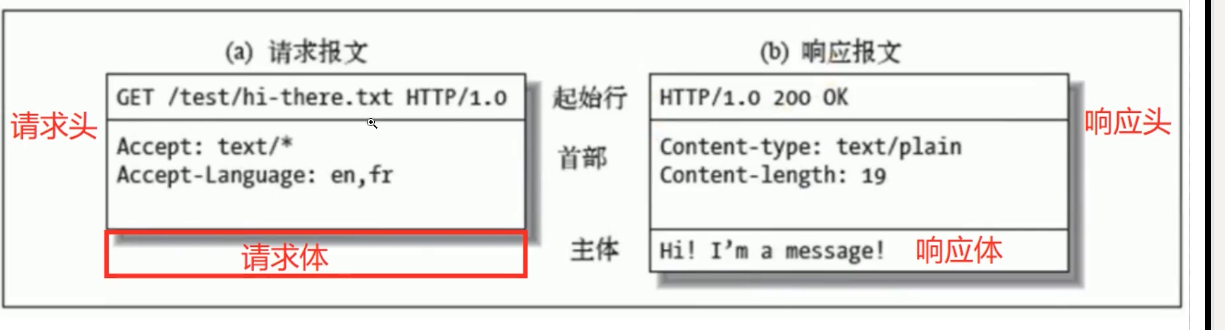 (a) 请求报文
(b) 响应报文
请求头
GET /test/hi-there.txt HTTP/1.0
起始行
HTTP/1.0 200 OK
响应头
Accept: text/*
Accept-Language: en,fr
首部
Content-type: text/plain
Content-length: 19
请求体
主体
Hi! I'm a message!
响应体